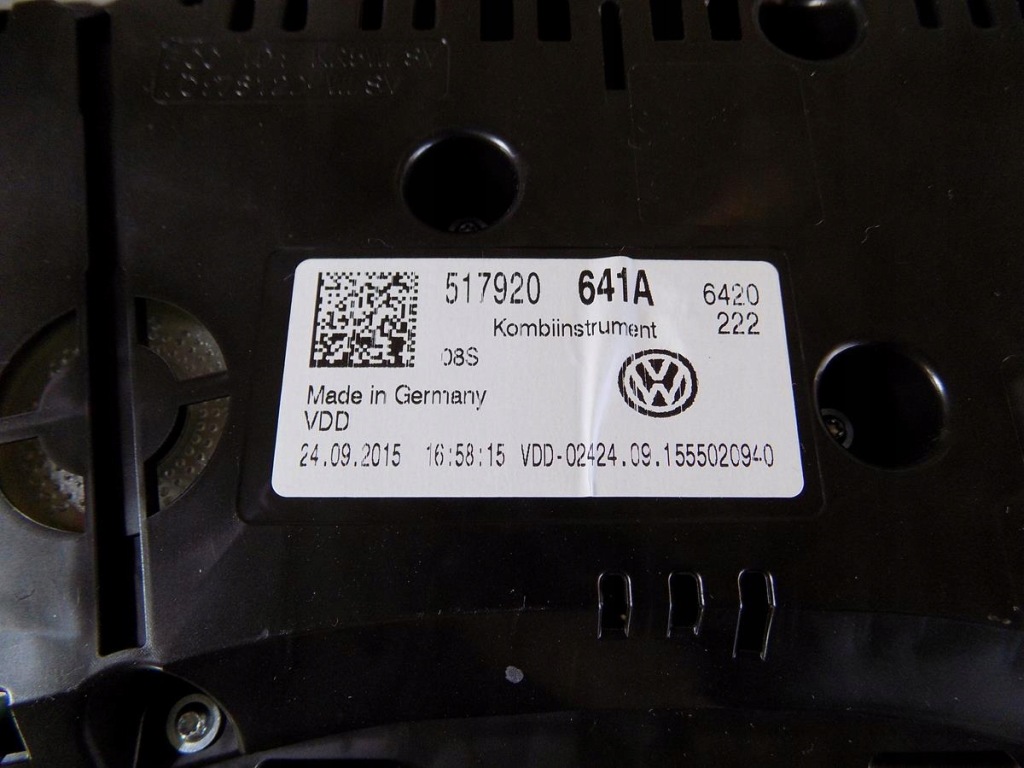 517920 641A 6420
Kombiinstrument 222
08S
Made in Germany
VDD
24.09.2015 16:58:15 VDD-02424.09.1555020940